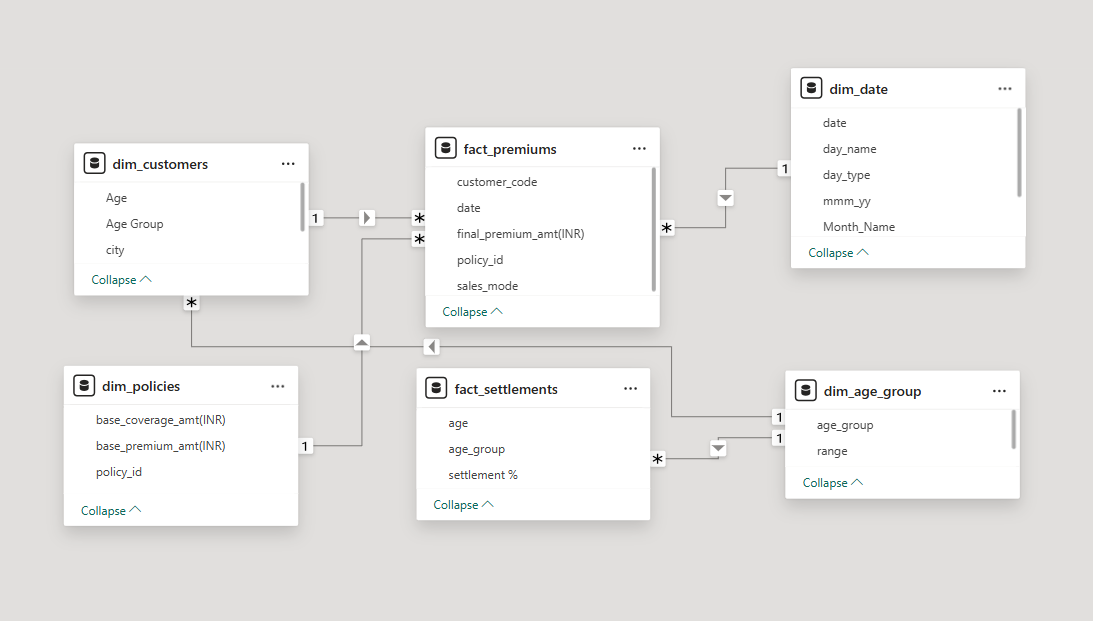 dim_customers
Age
Age Group
city
Collapse
1
*
fact_premiums
customer_code
date
final_premium_amt(INR)
policy_id
sales_mode
Collapse
*
*
*
dim_date
date
day_name
day_type
mmm_yy
Month_Name
Collapse
1
dim_policies
base_coverage_amt(INR)
base_premium_amt(INR)
policy_id
Collapse
1
fact_settlements
age
age_group
settlement %
Collapse
*
dim_age_group
age_group
range
Collapse
1
1